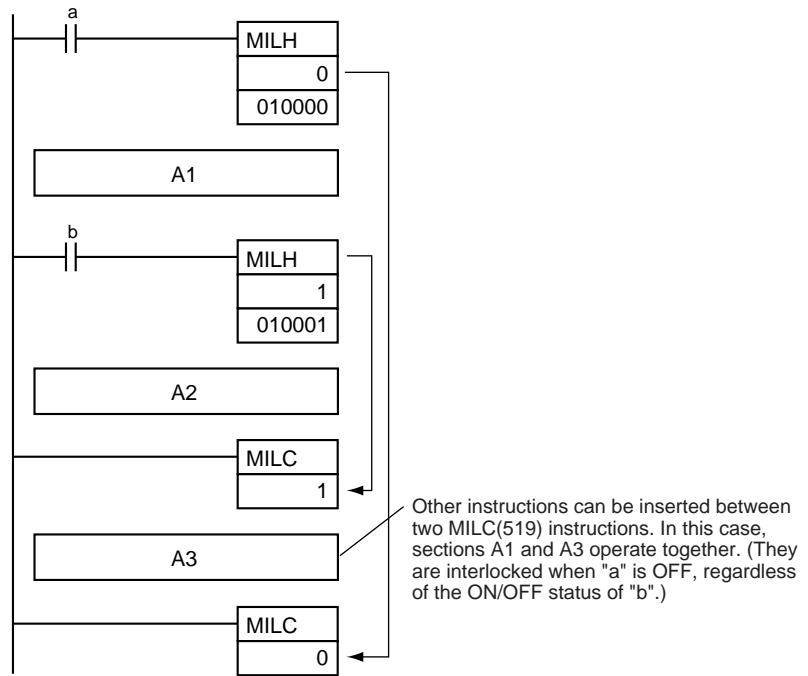 a
MILH
0
010000
A1
b
MILH
1
010001
A2
MILC
1
Other instructions can be inserted between
two MILC(519) instructions. In this case,
sections A1 and A3 operate together. (They
are interlocked when "a" is OFF, regardless
of the ON/OFF status of "b".)
A3
MILC
0